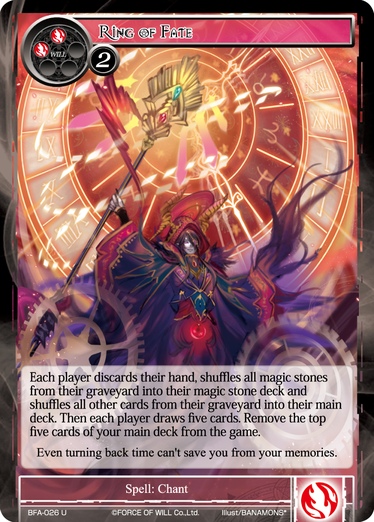 Ring of Fate
WILL
2
Each player discards their hand, shuffles all magic stones
from their graveyard into their magic stone deck and
shuffles all other cards from their graveyard into their main
deck. Then each player draws five cards. Remove the top
five cards of your main deck from the game.
Even turning back time can't save you from your memories.
Spell: Chant
BFA-026 U ©FORCE OF WILL Co.,Ltd. Illust/BANAMONS*